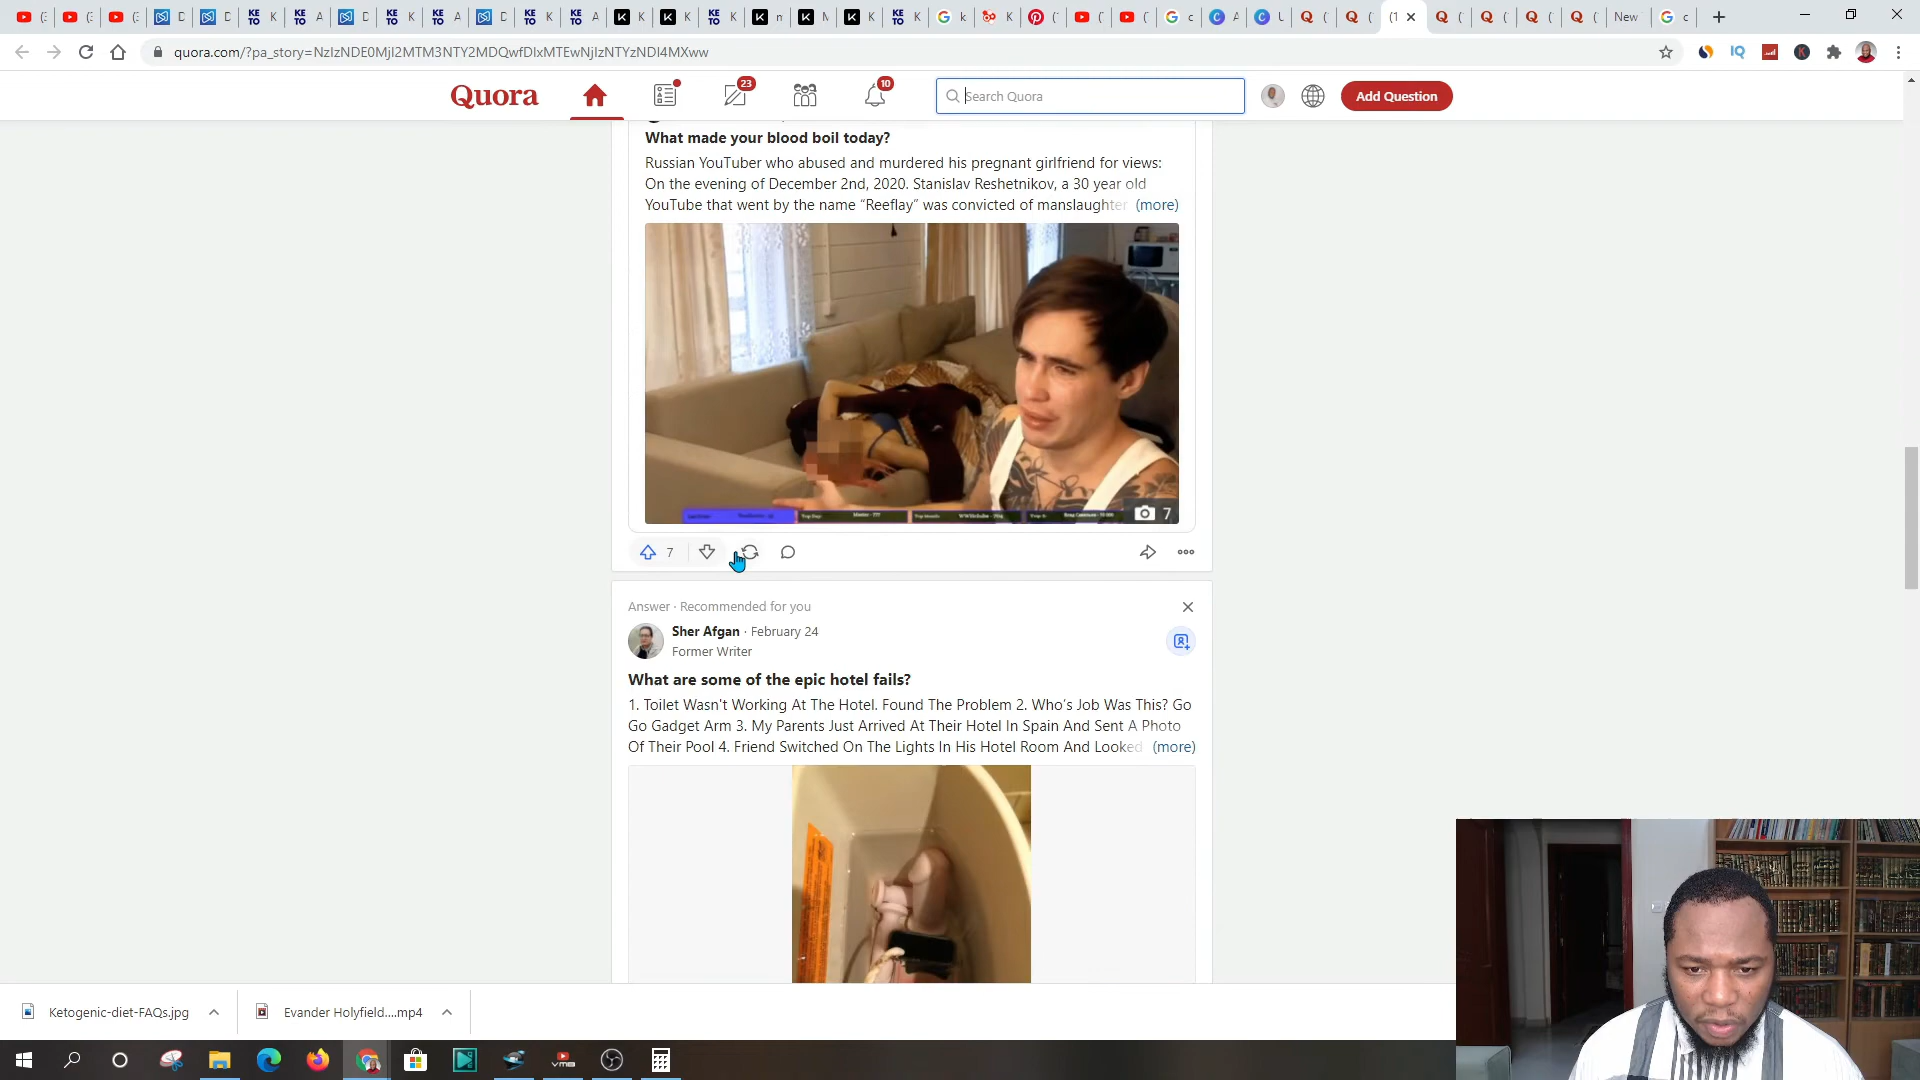 quora.com/?pa_story=NzIzNDE0MjI2MTM3NTY2MDQwfDIxMTEwNjIzNTYzNDI4MXww
Quora
23
10
Search Quora
Add Question
What made your blood boil today?
Russian YouTuber who abused and murdered his pregnant girlfriend for views:
On the evening of December 2nd, 2020. Stanislav Reshetnikov, a 30 year old
YouTube that went by the name “Reeflay” was convicted of manslaughter (more)
7
7
Answer · Recommended for you
Sher Afgan · February 24
Former Writer
What are some of the epic hotel fails?
1. Toilet Wasn't Working At The Hotel. Found The Problem 2. Who’s Job Was This? Go
Go Gadget Arm 3. My Parents Just Arrived At Their Hotel In Spain And Sent A Photo
Of Their Pool 4. Friend Switched On The Lights In His Hotel Room And Looked (more)
Ketogenic-diet-FAQs.jpg
Evander Holyfield....mp4